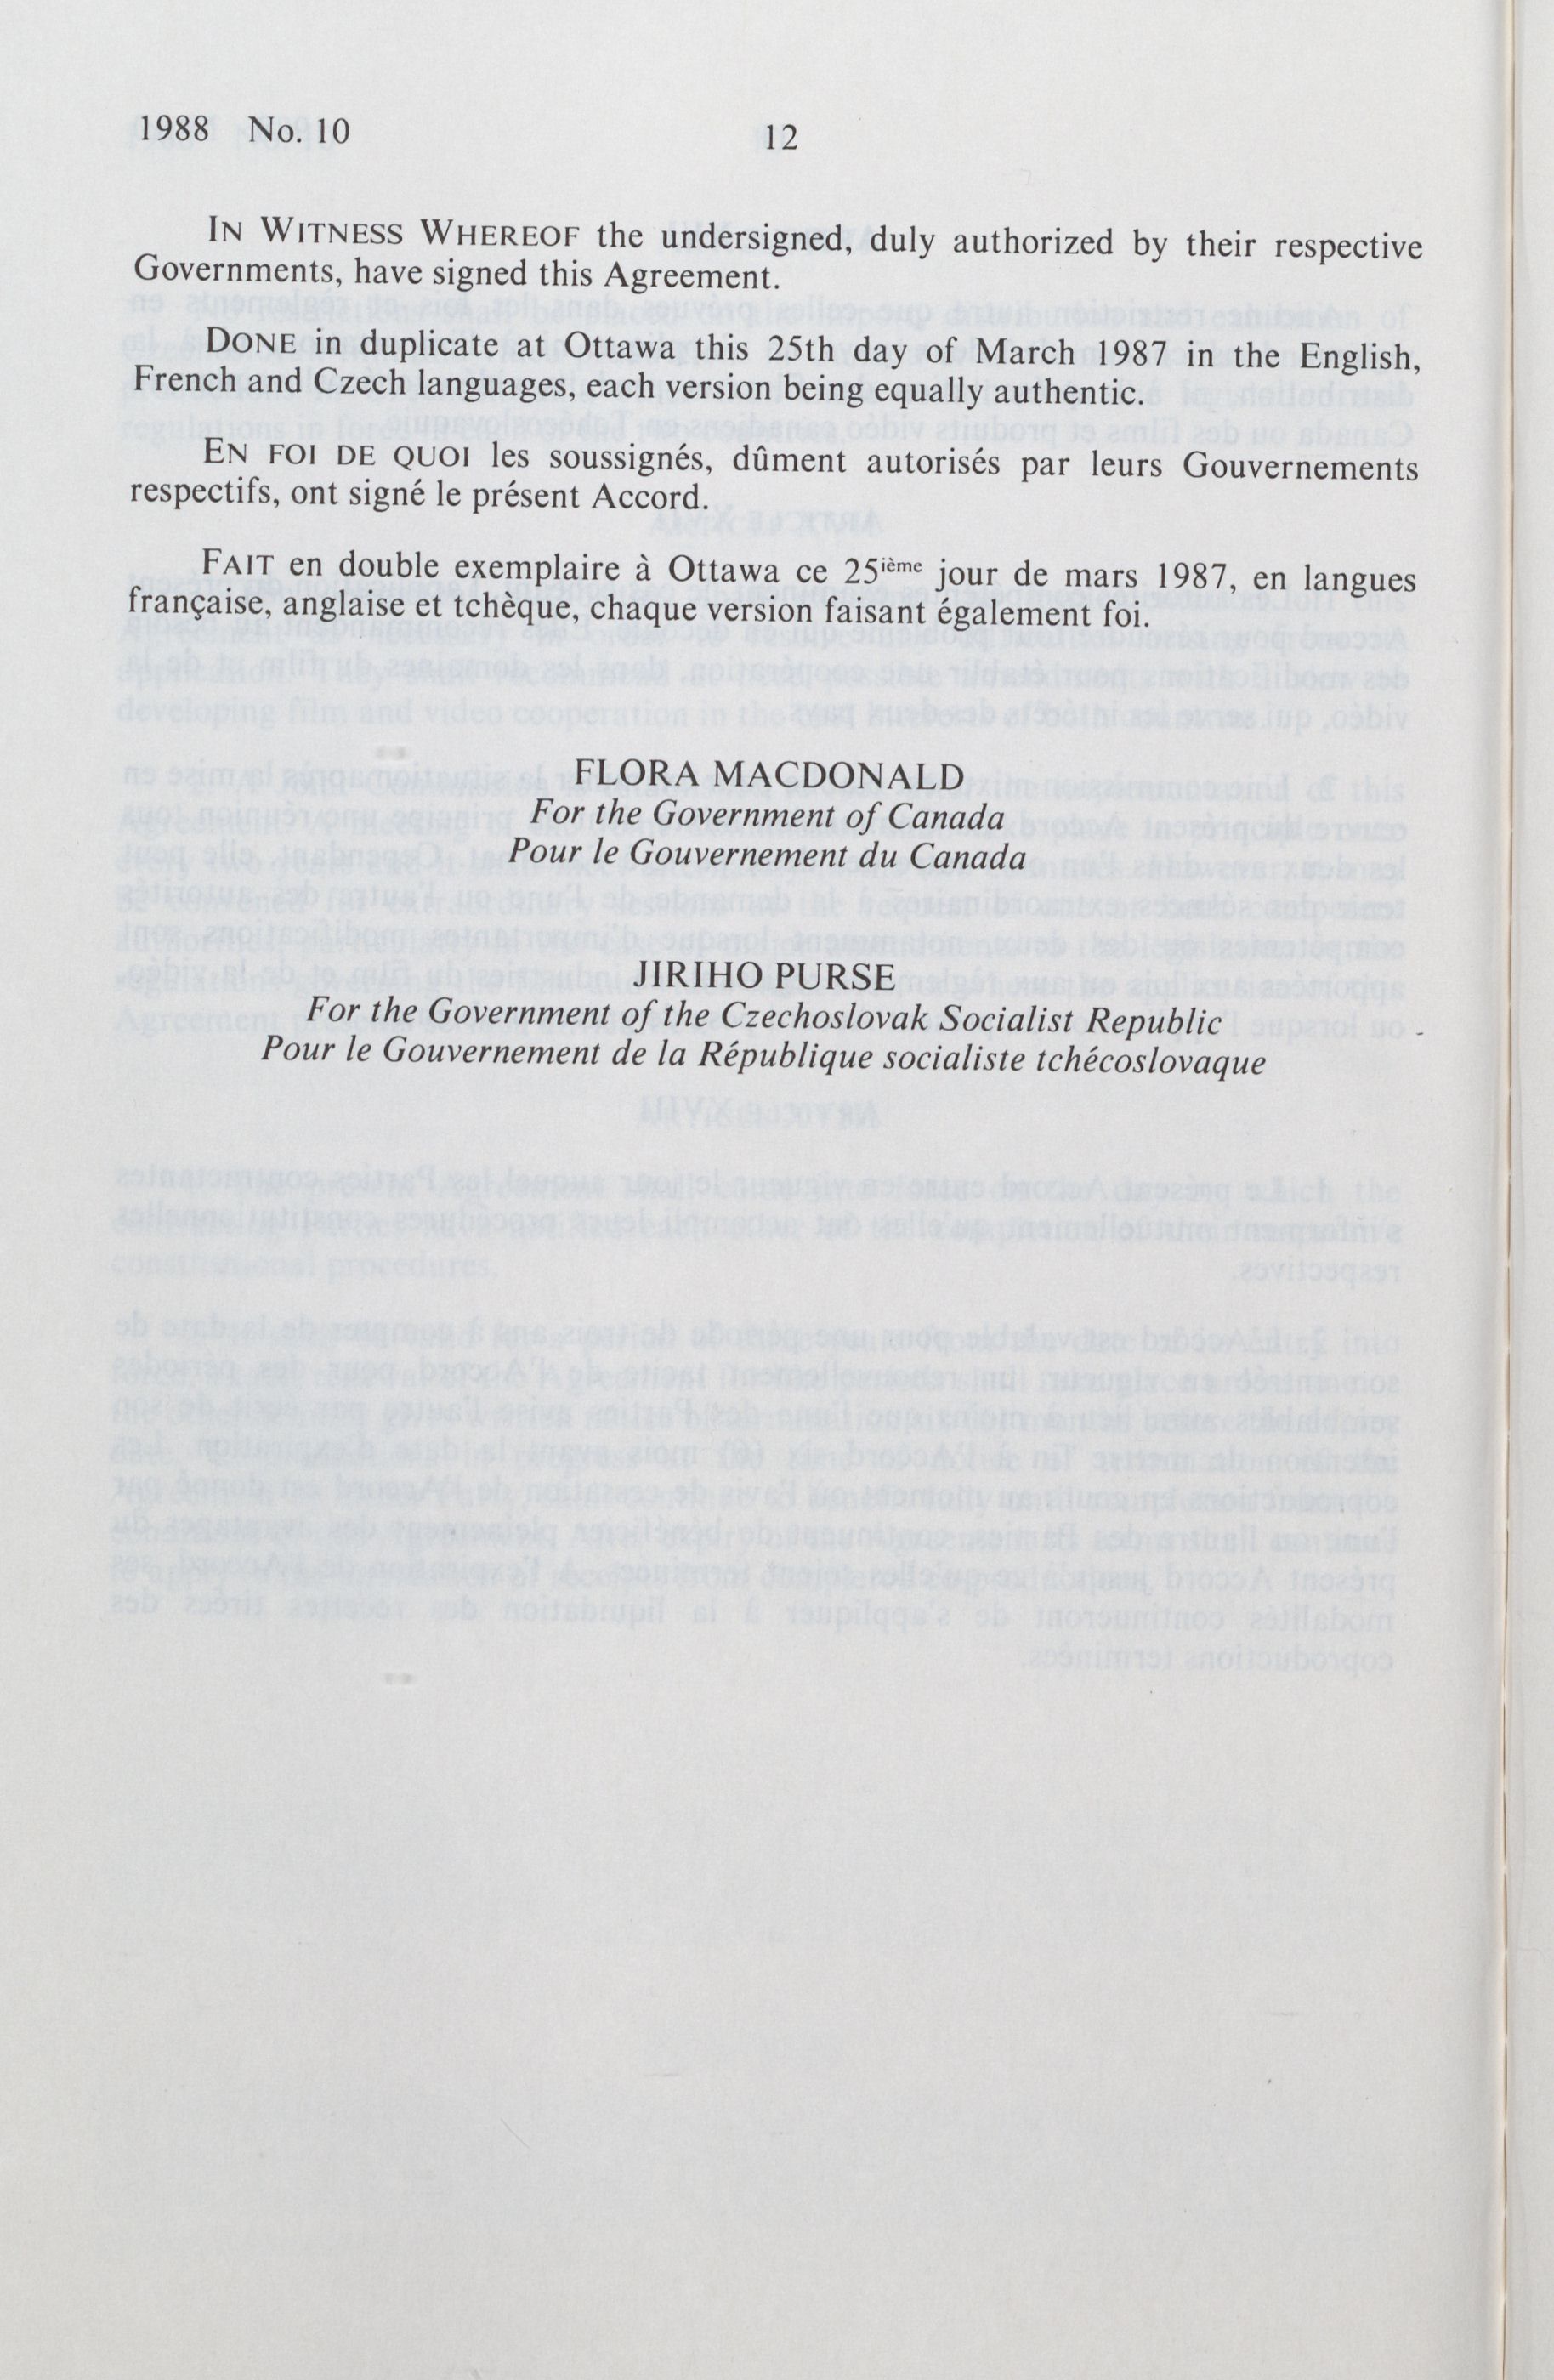 1988 No. 10
12
IN WITNESS WHEREOF the undersigned, duly authorized by their respective
Governments, have signed this Agreement.
DONE in duplicate at Ottawa this 25th day of March 1987 in the English,
French and Czech languages, each version being equally authentic.
EN FOI DE QUOI les soussignés, dûment autorisés par leurs Gouvernements
respectifs, ont signé le présent Accord.
FAIT en double exemplaire à Ottawa ce 25ième jour de mars 1987, en langues
française, anglaise et tchèque, chaque version faisant également foi.
FLORA MACDONALD
For the Government of Canada
Pour le Gouvernement du Canada
JIRIHO PURSE
For the Government of the Czechoslovak Socialist Republic
Pour le Gouvernement de la République socialiste tchécoslovaque